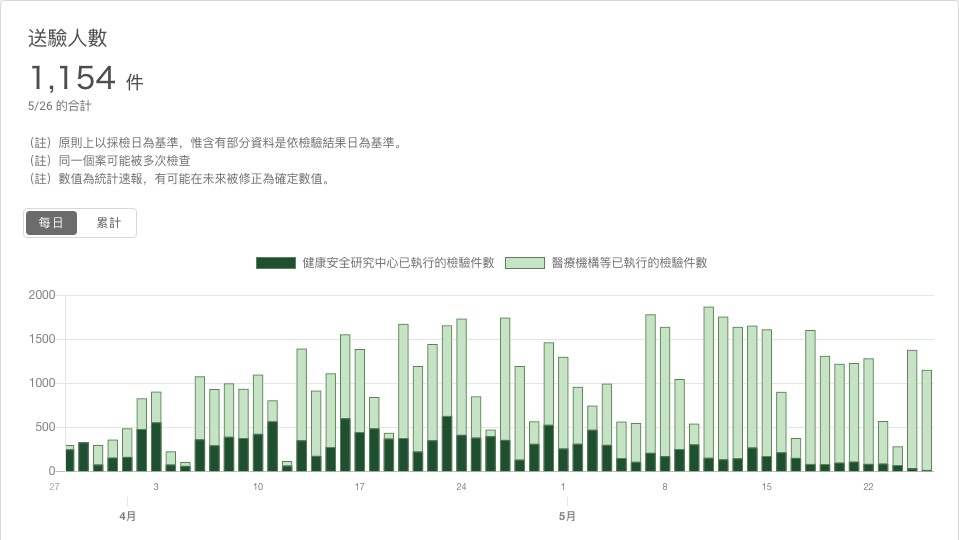 送驗人數
1,154 件
5/26 的合計
（註）原則上以採檢日為基準，惟含有部分資料是依檢驗結果日為基準。
（註）同一個案可能被多次檢查
（註）數值為統計速報，有可能在未來被修正為確定數值。
每日 累計
健康安全研究中心已執行的檢驗件數 醫療機構等已執行的檢驗件數
2000
1500
1000
500
0
27 3 10 17 24 1 8 15 22
4月 5月